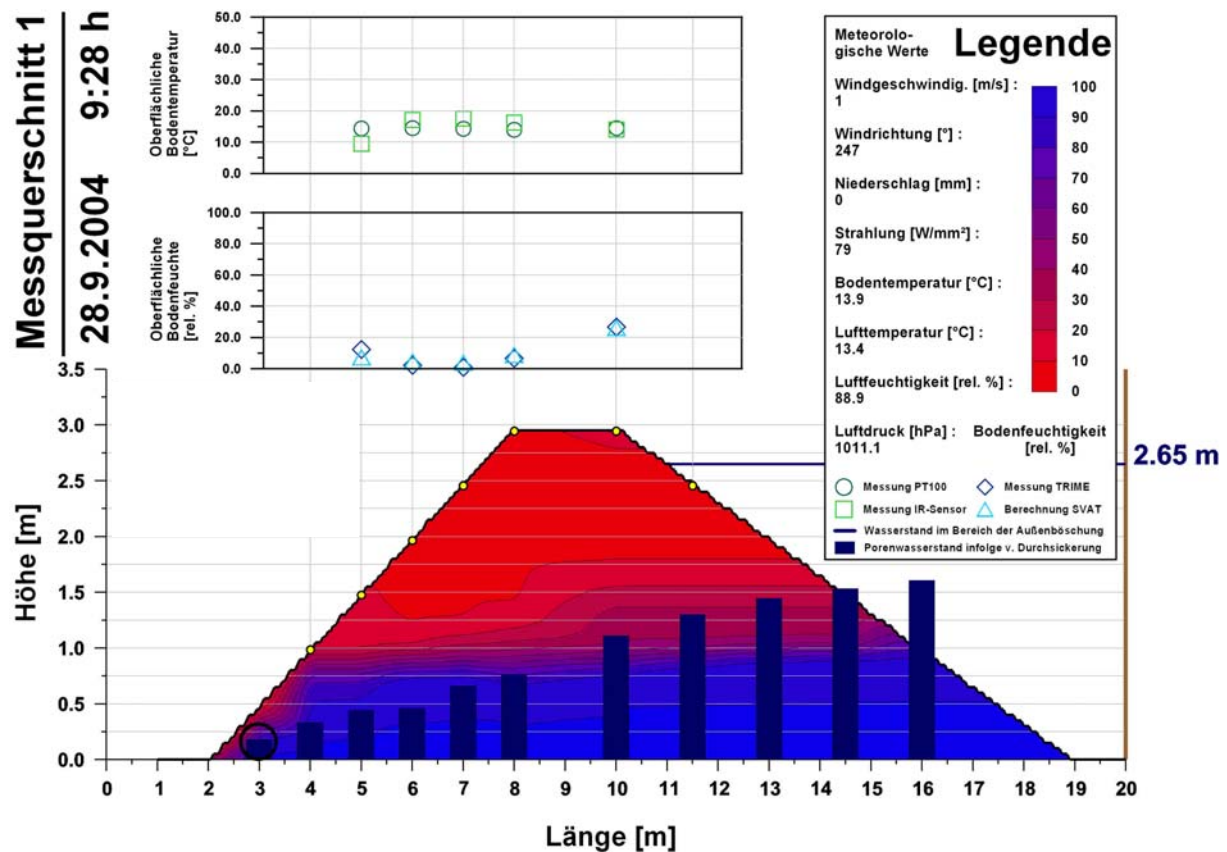 Messquerschnitt 1
28.9.2004 9:28 h
Oberflächliche
Bodentemperatur
[°C]
50.0
40.0
30.0
20.0
10.0
0.0
Oberflächliche
Bodenfeuchte
[rel. %]
100.0
80.0
60.0
40.0
20.0
0.0
Meteorolo-
gische Werte
Legende
Windgeschwindig. [m/s] :
1
Windrichtung [°] :
247
Niederschlag [mm] :
0
Strahlung [W/mm²] :
79
Bodentemperatur [°C] :
13.9
Lufttemperatur [°C] :
13.4
Luftfeuchtigkeit [rel. %] :
88.9
Luftdruck [hPa] :
1011.1
100
90
80
70
60
50
40
30
20
10
0
Bodenfeuchtigkeit
[rel. %]
Messung PT100
Messung TRIME
Messung IR-Sensor
Berechnung SVAT
Wasserstand im Bereich der Außenböschung
Porenwasserstand infolge v. Durchsickerung
2.65 m
Höhe [m]
3.5
3.0
2.5
2.0
1.5
1.0
0.5
0.0
0 1 2 3 4 5 6 7 8 9 10 11 12 13 14 15 16 17 18 19 20
Länge [m]